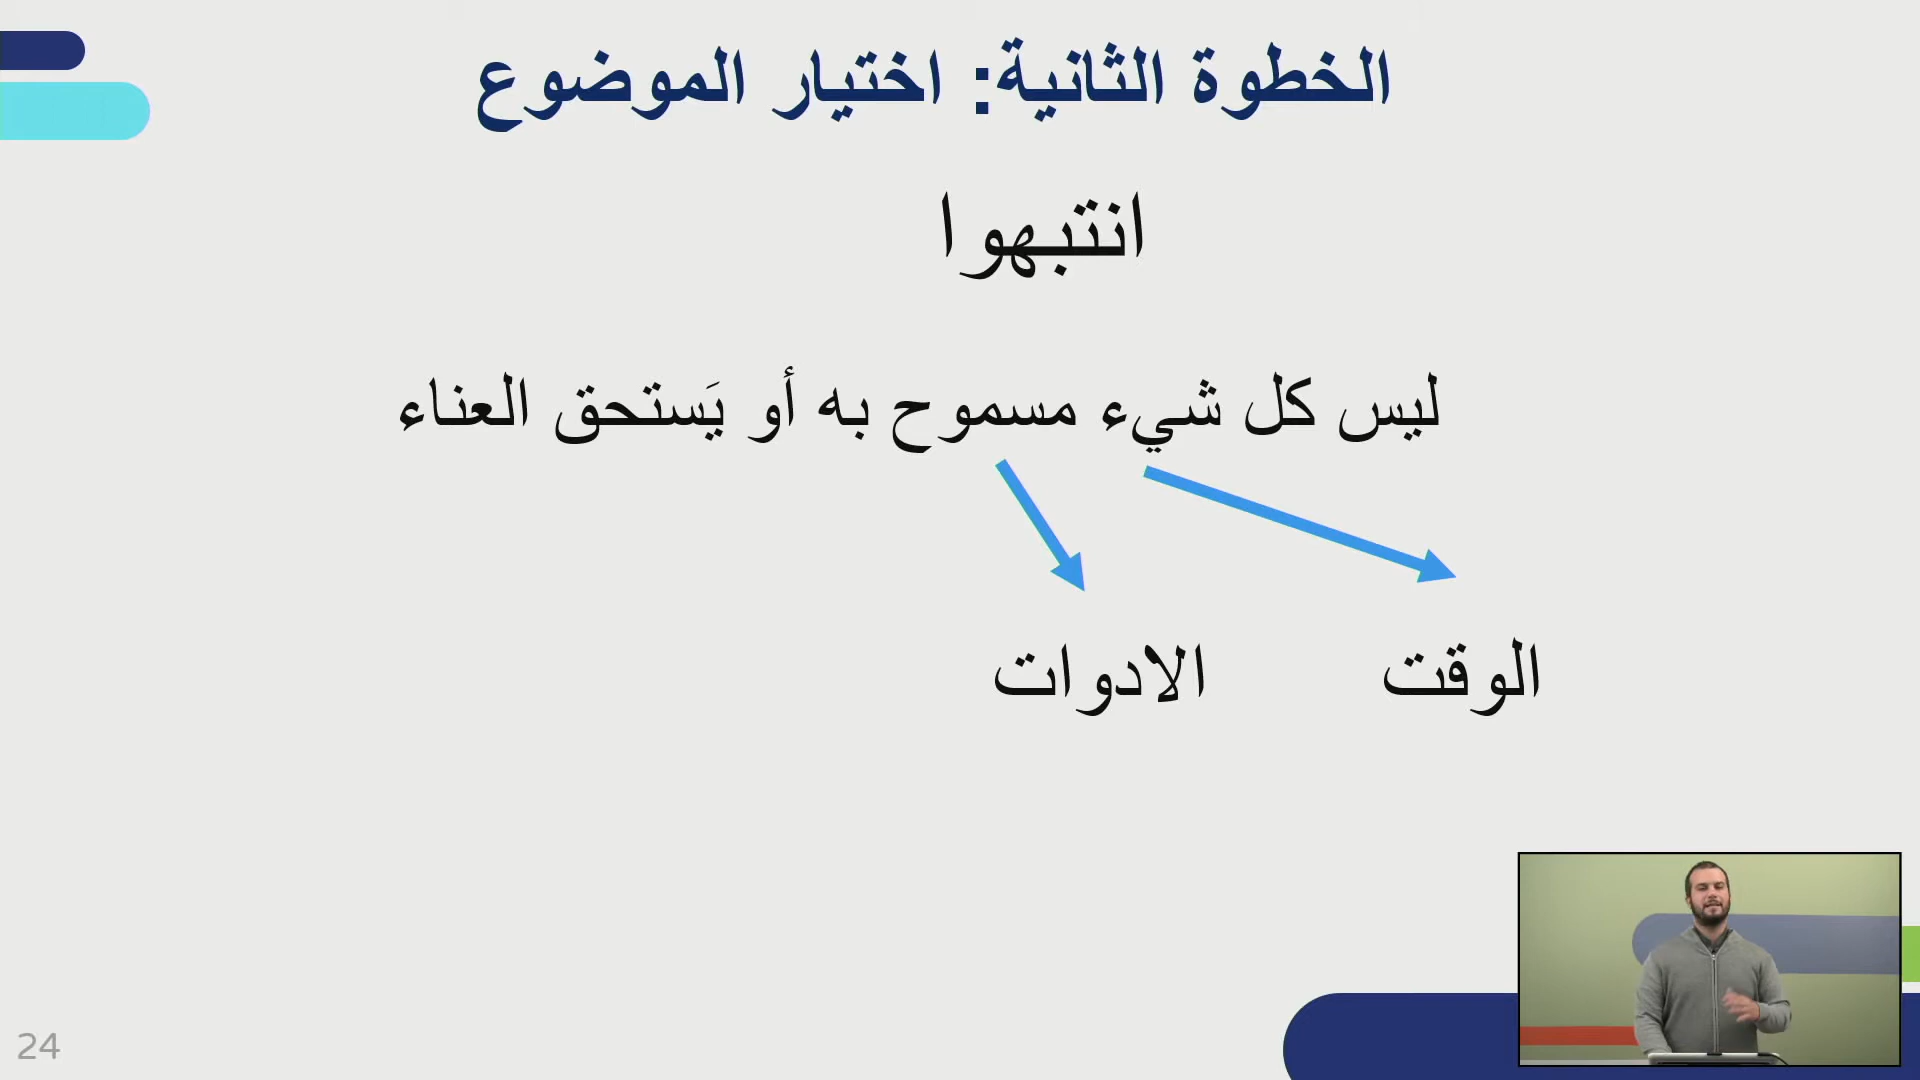 الخطوة الثانية: اختيار الموضوع
انتبهوا
ليس كل شيء مسموح به أو يَستحق العناء
الوقت
الادوات
24